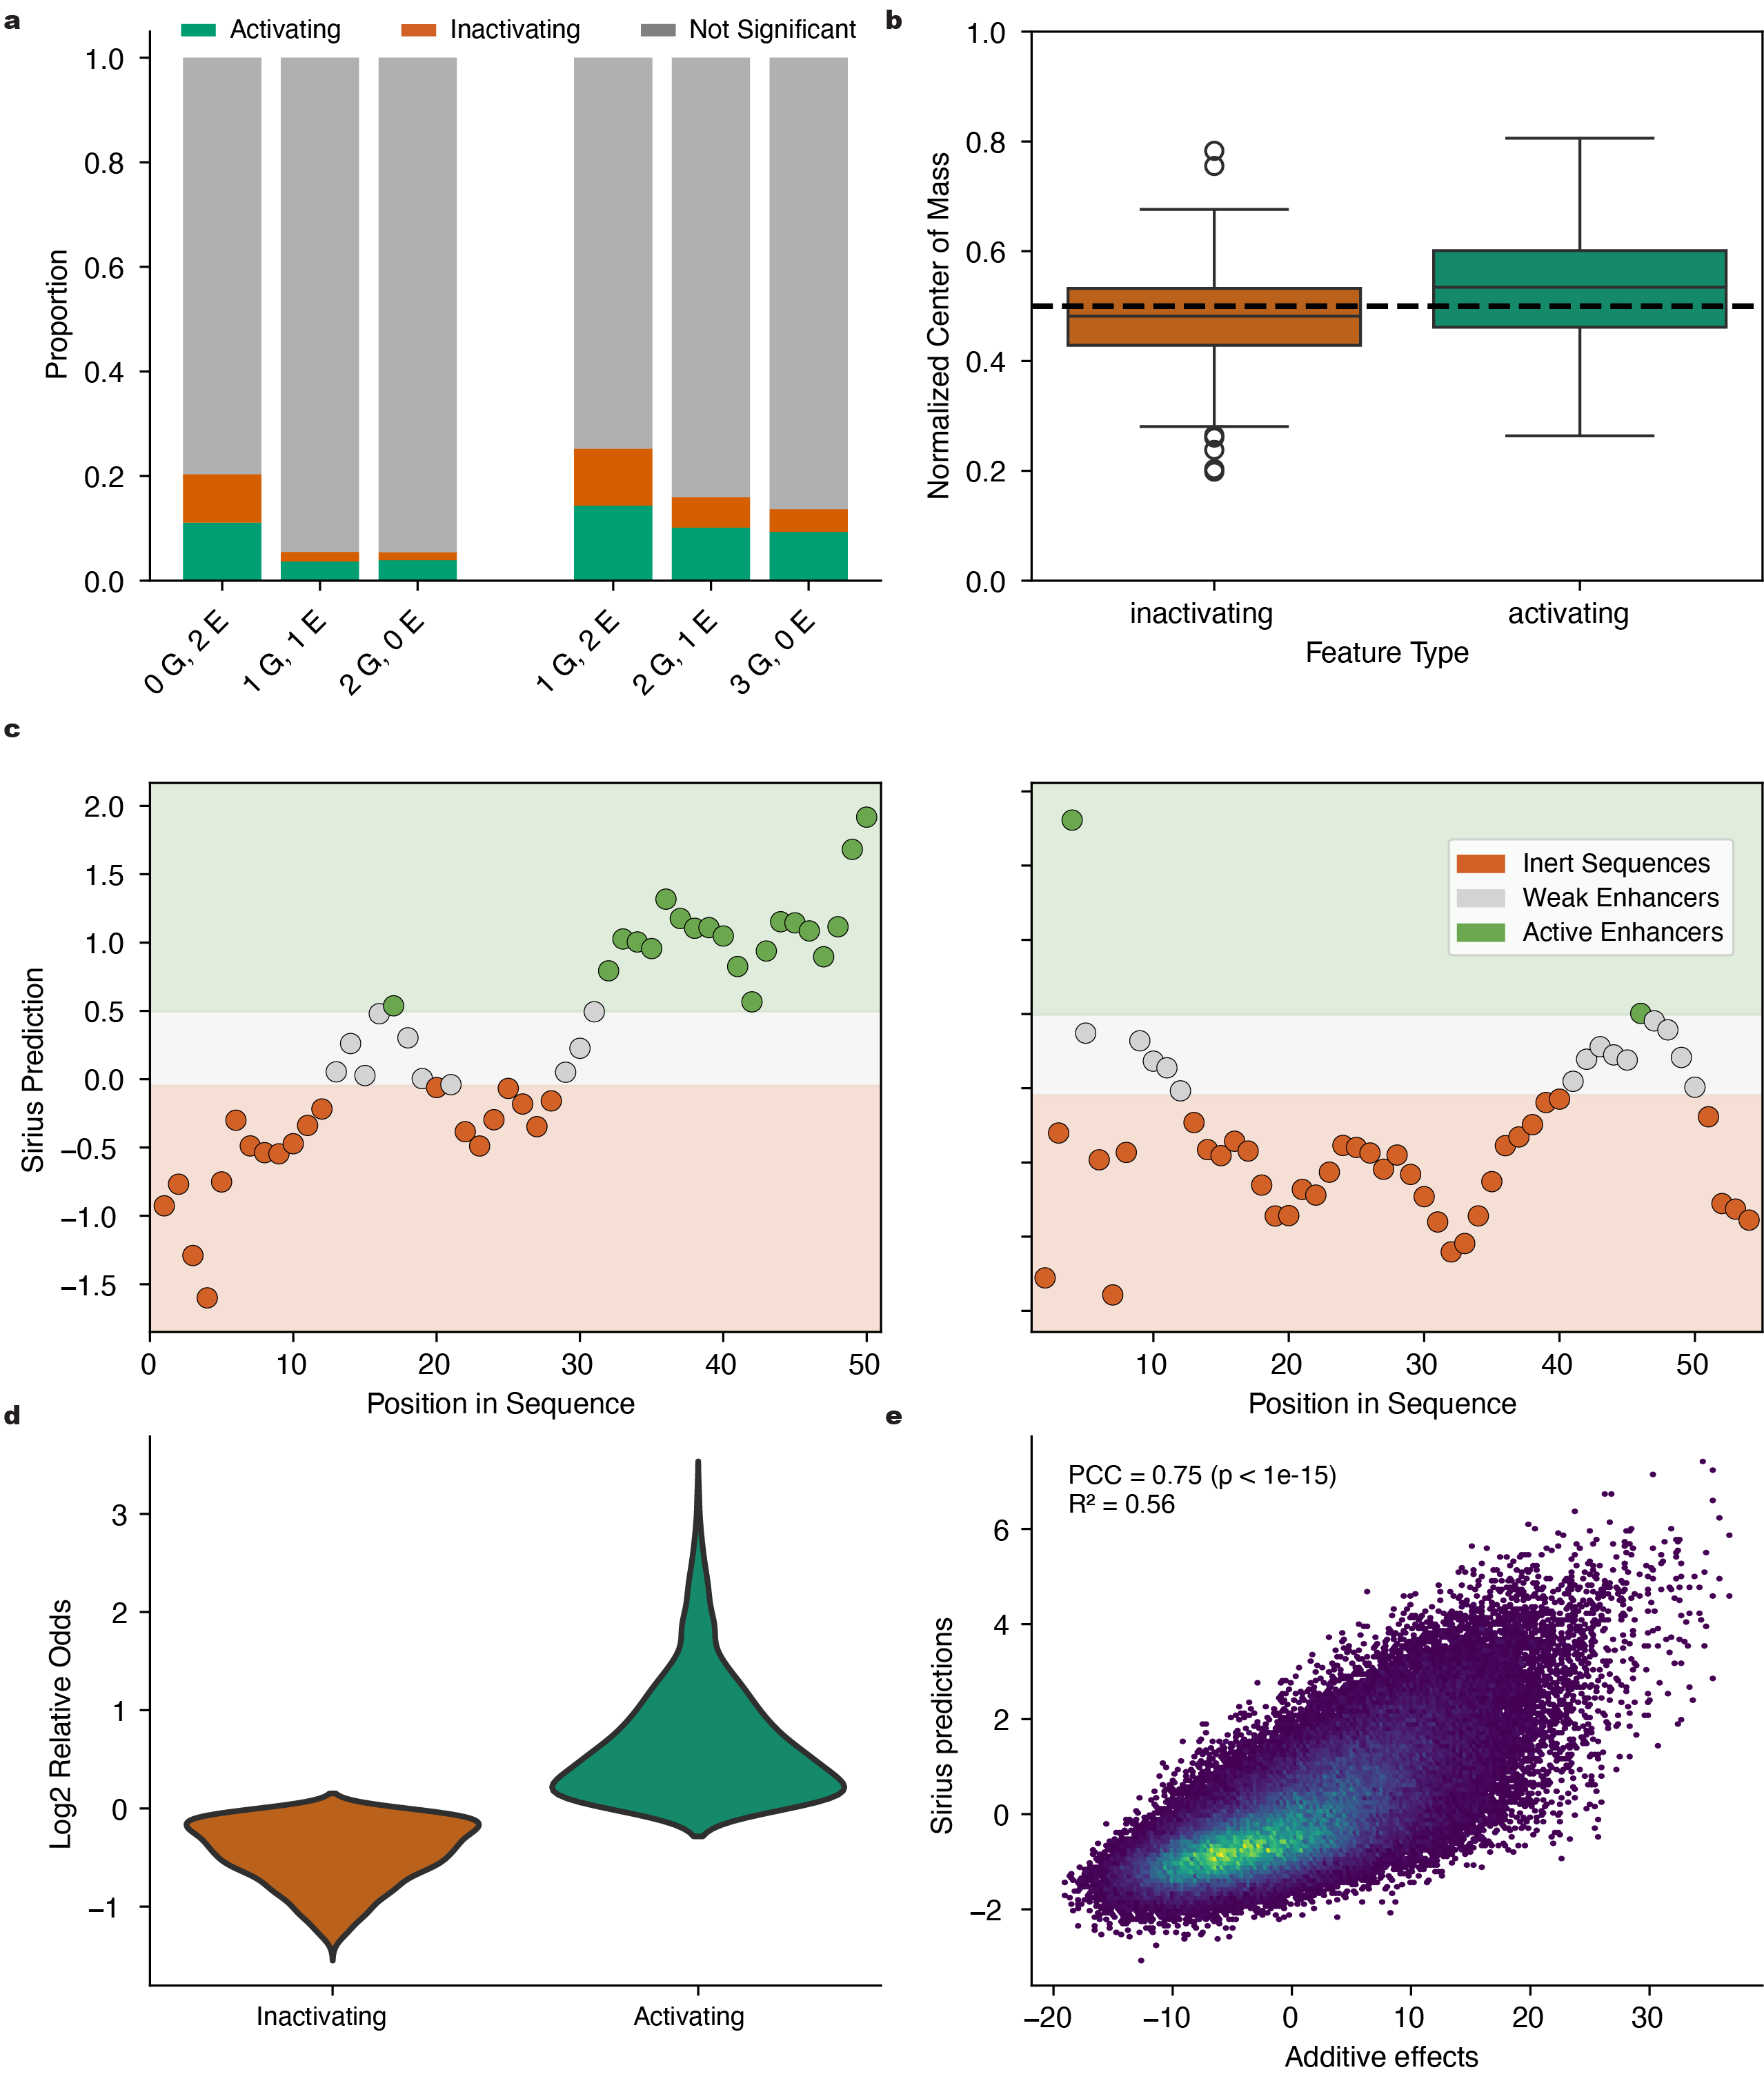 a
Activating
Inactivating
Not Significant
1.0
0.8
0.6
0.4
0.2
0.0
Proportion
0 G, 2 E
1 G, 1 E
2 G, 0 E
1 G, 2 E
2 G, 1 E
3 G, 0 E
b
1.0
0.8
0.6
0.4
0.2
0.0
Normalized Center of Mass
inactivating
activating
Feature Type
c
2.0
1.5
1.0
0.5
0.0
−0.5
−1.0
−1.5
Sirius Prediction
0
10
20
30
40
50
Position in Sequence
Inert Sequences
Weak Enhancers
Active Enhancers
10
20
30
40
50
Position in Sequence
d
3
2
1
0
−1
Log2 Relative Odds
Inactivating
Activating
e
PCC = 0.75 (p < 1e-15)
R² = 0.56
6
4
2
0
−2
Sirius predictions
−20
−10
0
10
20
30
Additive effects